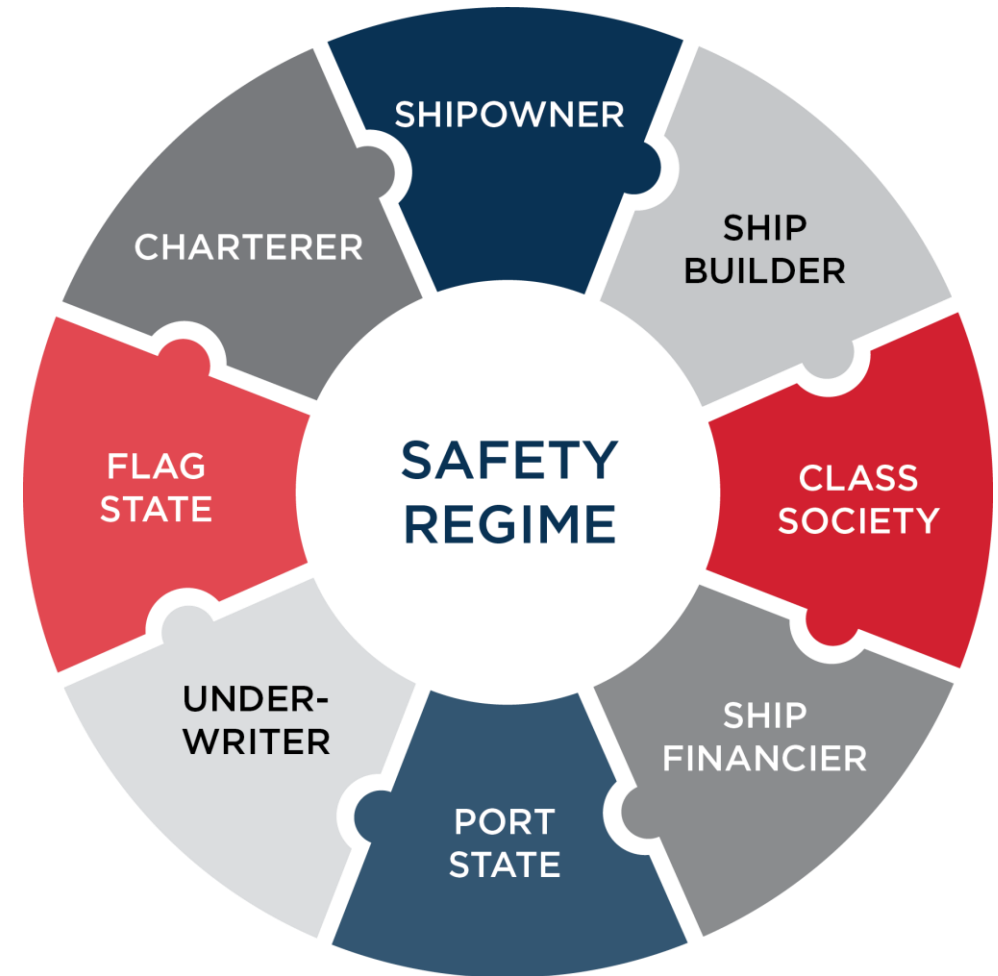 SHIPOWNER
SHIP
BUILDER
CLASS
SOCIETY
SHIP
FINANCIER
PORT
STATE
UNDER-
WRITER
FLAG
STATE
CHARTERER
SAFETY
REGIME